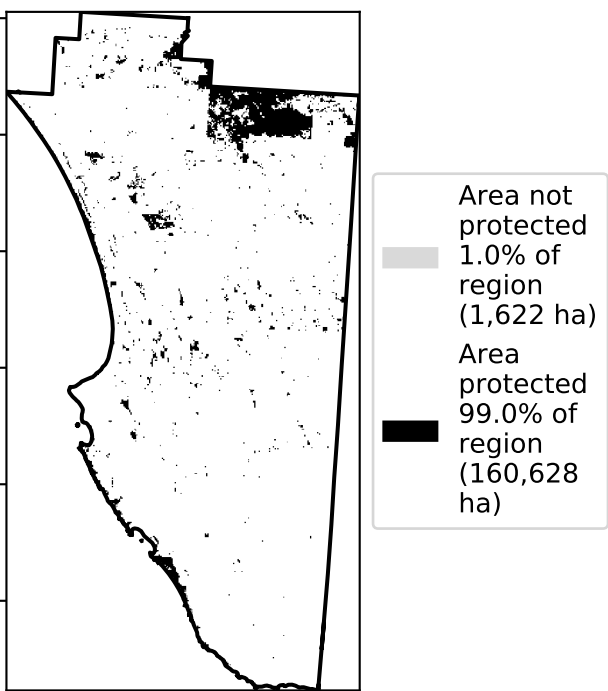 Area not
protected
1.0% of
region
(1,622 ha)
Area
protected
99.0% of
region
(160,628
ha)